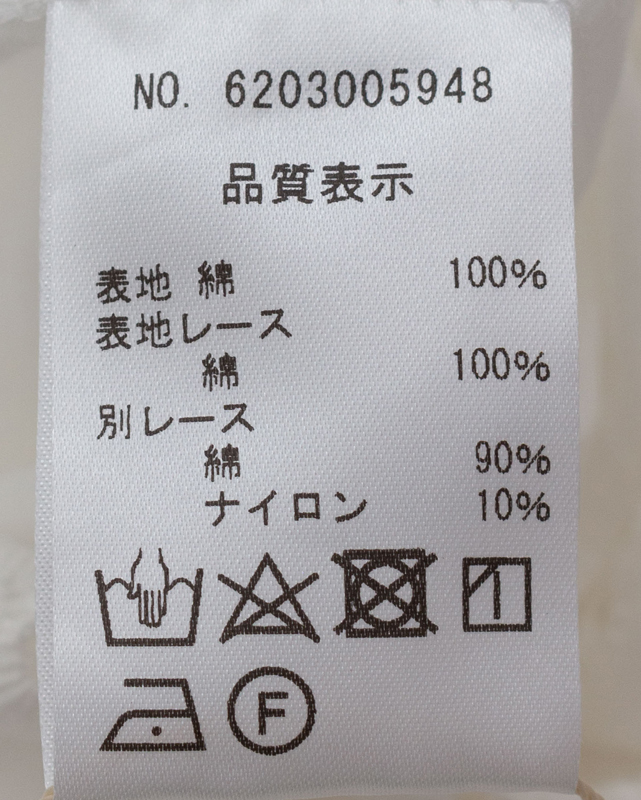 NO. 6203005948
品質表示
表地 綿 100%
表地レース
綿 100%
別レース
綿 90%
ナイロン 10%
F